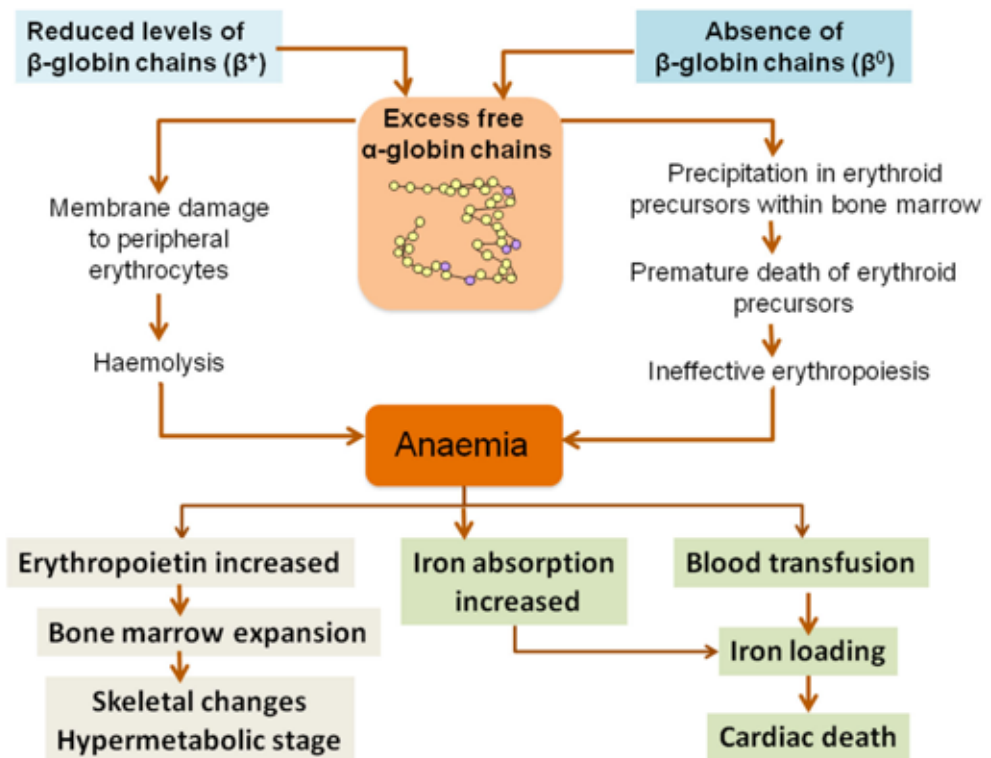 Reduced levels of
β-globin chains (β⁺)
Absence of
β-globin chains (β⁰)
Excess free
α-globin chains
Membrane damage
to peripheral
erythrocytes
Haemolysis
Precipitation in erythroid
precursors within bone marrow
Premature death of erythroid
precursors
Ineffective erythropoiesis
Anaemia
Erythropoietin increased
Bone marrow expansion
Skeletal changes
Hypermetabolic stage
Iron absorption
increased
Blood transfusion
Iron loading
Cardiac death